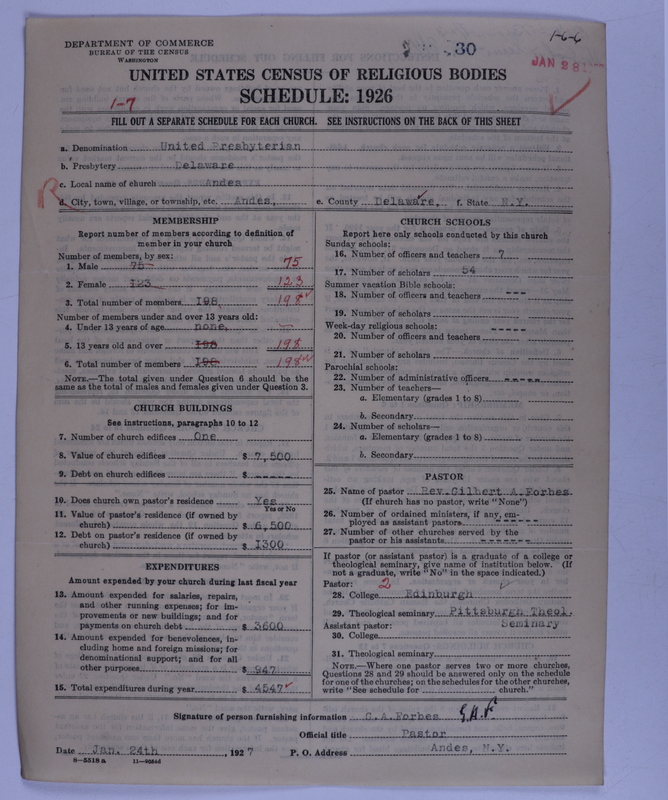 DEPARTMENT OF COMMERCE
BUREAU OF THE CENSUS
WASHINGTON
30
1-6-6
JAN 28
UNITED STATES CENSUS OF RELIGIOUS BODIES
SCHEDULE: 1926
1-7
FILL OUT A SEPARATE SCHEDULE FOR EACH CHURCH. SEE INSTRUCTIONS ON THE BACK OF THIS SHEET
a. Denomination United Presbyterian
b. Presbytery Delaware
c. Local name of church Andes
R
d. City, town, village, or township, etc. Andes, e. County Delaware, f. State N.Y.
MEMBERSHIP
Report number of members according to definition of
member in your church
Number of members, by sex:
1. Male 75 75
2. Female 123 123
3. Total number of members 198 198
Number of members under and over 13 years old:
4. Under 13 years of age none.
5. 13 years old and over 198 198
6. Total number of members 198 198
NOTE.—The total given under Question 6 should be the
same as the total of males and females given under Question 3.
CHURCH BUILDINGS
See instructions, paragraphs 10 to 12
7. Number of church edifices One
8. Value of church edifices $ 7,500
9. Debt on church edifices $ -----
10. Does church own pastor's residence Yes
Yes or No
11. Value of pastor's residence (if owned by
church) $ 6,500
12. Debt on pastor's residence (if owned by
church) $ 1300
EXPENDITURES
Amount expended by your church during last fiscal year
13. Amount expended for salaries, repairs,
and other running expenses; for im-
provements or new buildings; and for
payments on church debt $ 3600
14. Amount expended for benevolences, in-
cluding home and foreign missions; for
denominational support; and for all
other purposes $ 947
15. Total expenditures during year $ 4547
CHURCH SCHOOLS
Report here only schools conducted by this church
Sunday schools:
16. Number of officers and teachers 7
17. Number of scholars 54
Summer vacation Bible schools:
18. Number of officers and teachers ---
19. Number of scholars
Week-day religious schools: -----
20. Number of officers and teachers
21. Number of scholars
Parochial schools:
22. Number of administrative officers -----
23. Number of teachers—
a. Elementary (grades 1 to 8)
b. Secondary
24. Number of scholars—
a. Elementary (grades 1 to 8)
b. Secondary
PASTOR
25. Name of pastor Rev. Gilbert A. Forbes
(If church has no pastor, write "None")
26. Number of ordained ministers, if any, em-
ployed as assistant pastors ------
27. Number of other churches served by the
pastor or his assistants -------
If pastor (or assistant pastor) is a graduate of a college or
theological seminary, give name of institution below. (If
not a graduate, write "No" in the space indicated.)
Pastor: 2
28. College Edinburgh
29. Theological seminary Pittsburgh Theol.
Assistant pastor: Seminary
30. College
31. Theological seminary
NOTE.—Where one pastor serves two or more churches,
Questions 28 and 29 should be answered only on the schedule
for one of the churches; on the schedules for the other churches,
write "See schedule for church."
Signature of person furnishing information G.A.Forbes G.A.F
Official title Pastor
Date Jan. 24th, 1927 P. O. Address Andes, N.Y.
8-5518 a